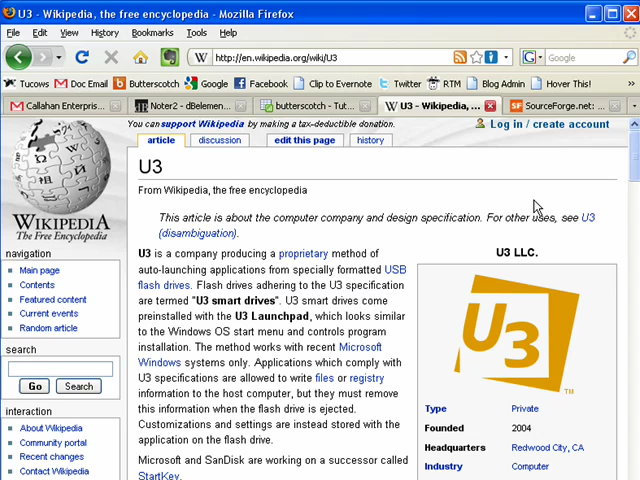 U3 - Wikipedia, the free encyclopedia - Mozilla Firefox
File Edit View History Bookmarks Tools Help
W http://en.wikipedia.org/wiki/U3 Google
Tucows Doc Email Butterscotch Google Facebook Clip to Evernote Twitter RTM Blog Admin Hover This!
Callahan Enterpris... Noter2 - dBelemen... butterscotch - Tut... U3 - Wikipedia, ... SourceForge.net: ...
You can support Wikipedia by making a tax-deductible donation.
Log in / create account
article discussion edit this page history
U3
From Wikipedia, the free encyclopedia
This article is about the computer company and design specification. For other uses, see U3
(disambiguation).
U3 is a company producing a proprietary method of
auto-launching applications from specially formatted USB
flash drives. Flash drives adhering to the U3 specification
are termed "U3 smart drives". U3 smart drives come
preinstalled with the U3 Launchpad, which looks similar
to the Windows OS start menu and controls program
installation. The method works with recent Microsoft
Windows systems only. Applications which comply with
U3 specifications are allowed to write files or registry
information to the host computer, but they must remove
this information when the flash drive is ejected.
Customizations and settings are instead stored with the
application on the flash drive.
Microsoft and SanDisk are working on a successor called
StartKey.
U3 LLC.
U3
TM
Type Private
Founded 2004
Headquarters Redwood City, CA
Industry Computer
WIKIPEDIA
The Free Encyclopedia
navigation
Main page
Contents
Featured content
Current events
Random article
search
Go Search
interaction
About Wikipedia
Community portal
Recent changes
Contact Wikipedia